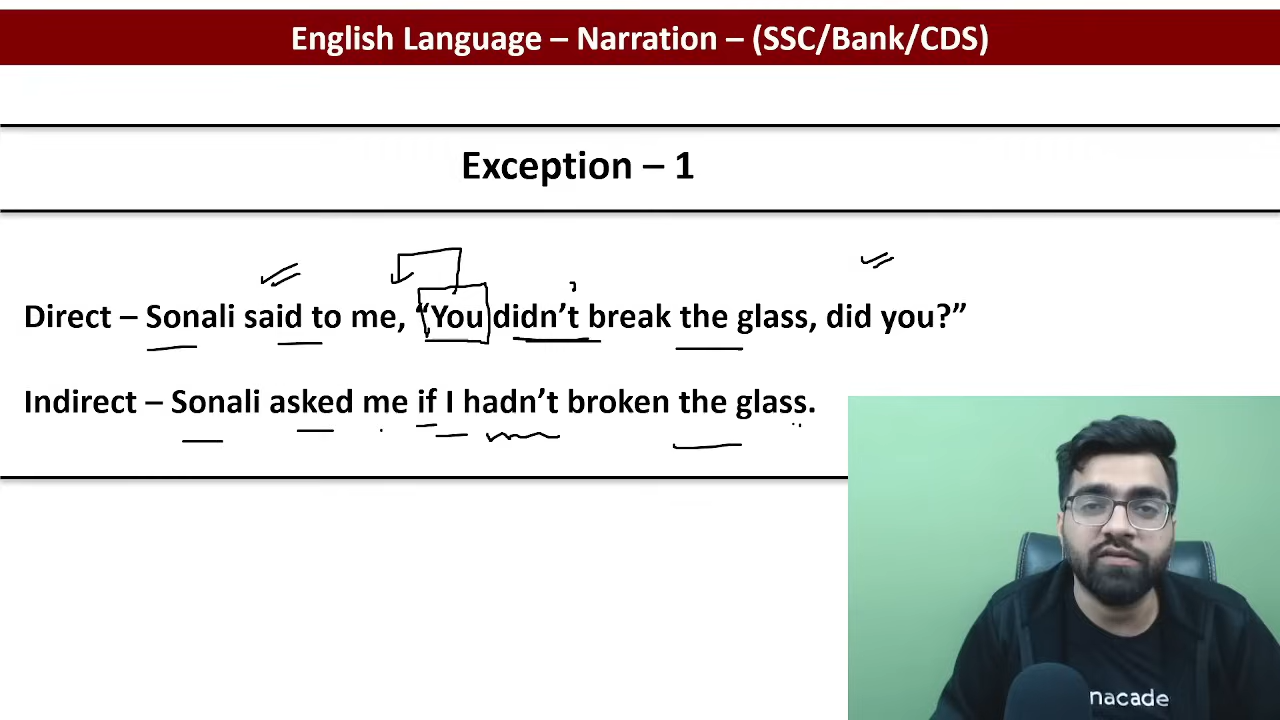 English Language – Narration – (SSC/Bank/CDS)
Exception – 1
Direct – Sonali said to me, “You didn’t break the glass, did you?”
Indirect – Sonali asked me if I hadn’t broken the glass.
nacade